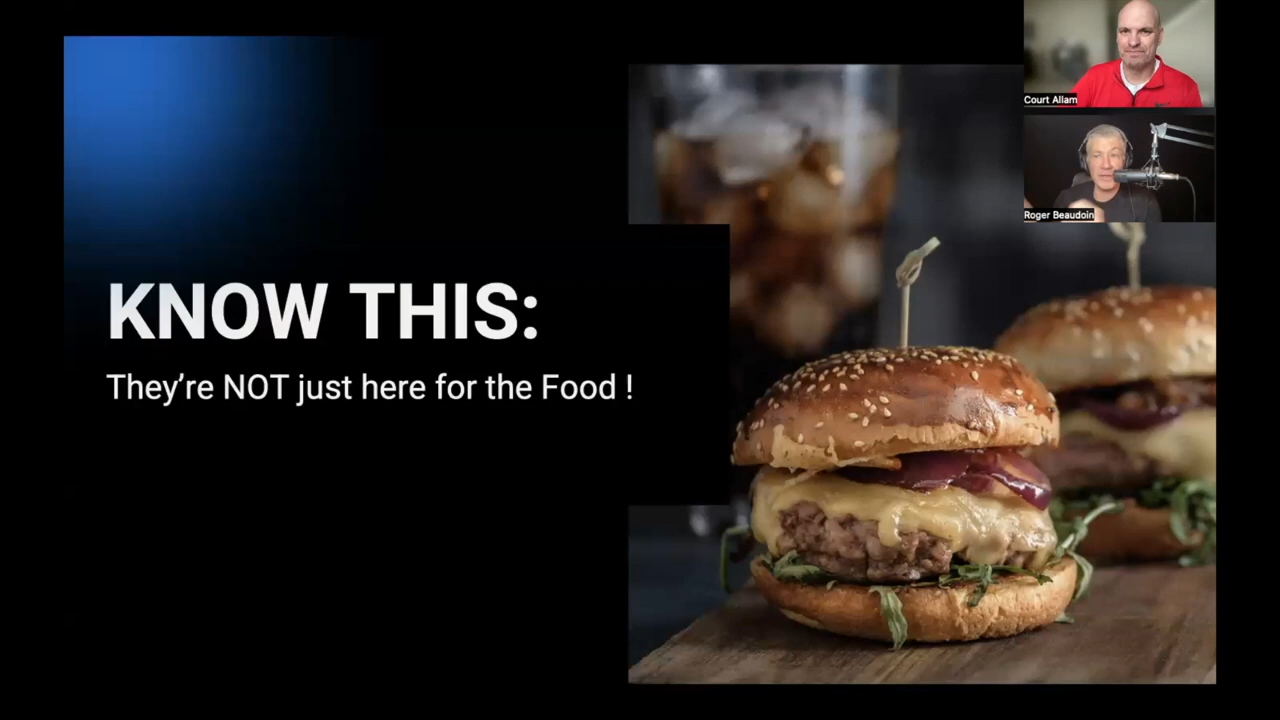 KNOW THIS:
They’re NOT just here for the Food !
Court Allam
Roger Beaudoin